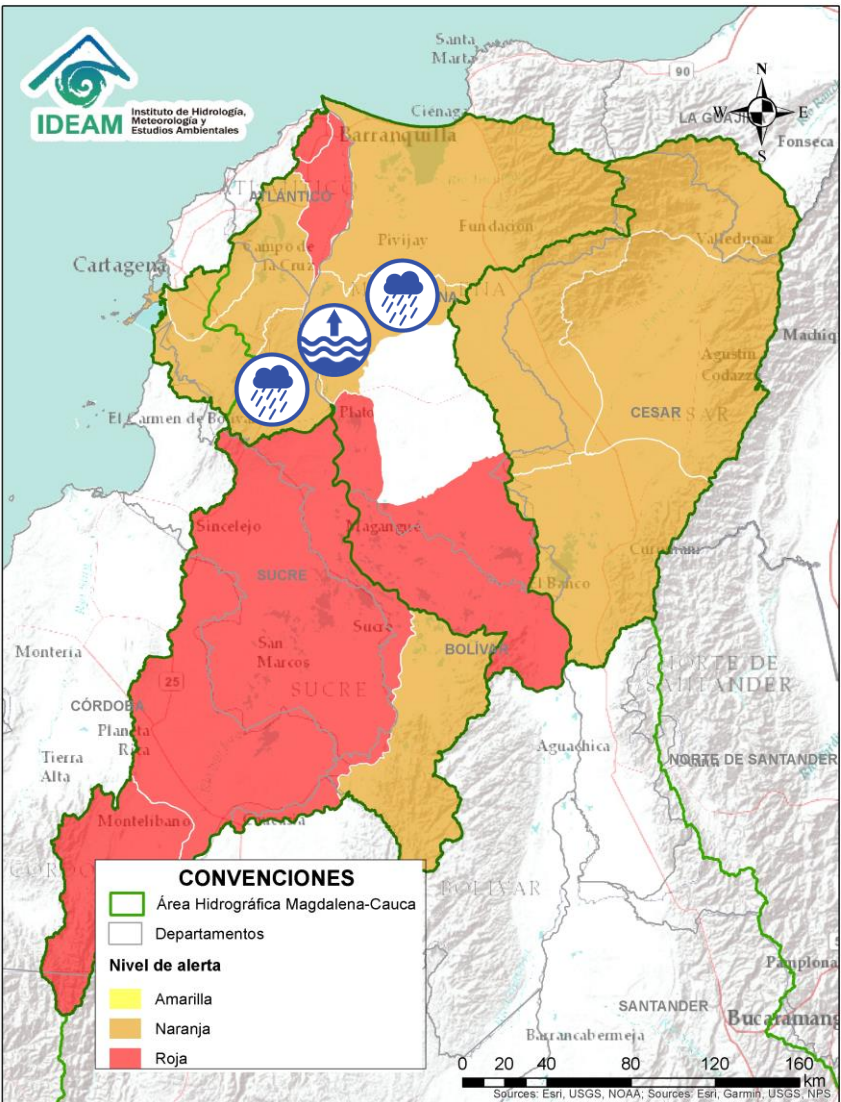 IDEAM
Instituto de Hidrología,
Meteorología y
Estudios Ambientales
Santa
Marta
90
N
W
E
S
Ciénaga
LA GUAJIRA
Fonseca
Barranquilla
ATLÁNTICO
Fundación
Pivijay
Valledupar
Campo de
la Cruz
Cartagena
Agustín
Codazzi
CESAR
El Carmen de
Plato
Sincelejo
Magangué
SUCRE
El Banco
Sucre
BOLÍVAR
Montería
San
Marcos
SUCRE
25
CÓRDOBA
NORTE DE
SANTANDER
Planeta
Rica
Tierra
Alta
Aguachica
NORTE DE SANTANDER
Montelíbano
BOLÍVAR
CONVENCIONES
Área Hidrográfica Magdalena-Cauca
Departamentos
Nivel de alerta
Amarilla
Naranja
Roja
Pamplona
SANTANDER
Bucaramang
Barrancabermeja
0 20 40 80 120 160
km
Sources: Esri, USGS, NOAA; Sources: Esri, Garmin, USGS, NPS